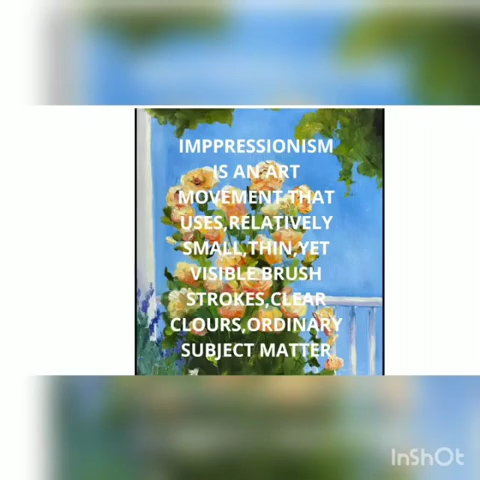 IMPPRESSIONISM
IS AN ART
MOVEMENT THAT
USES,RELATIVELY
SMALL,THIN,YET
VISIBLE BRUSH
STROKES,CLEAR
CLOURS,ORDINARY
SUBJECT MATTER
InShOt